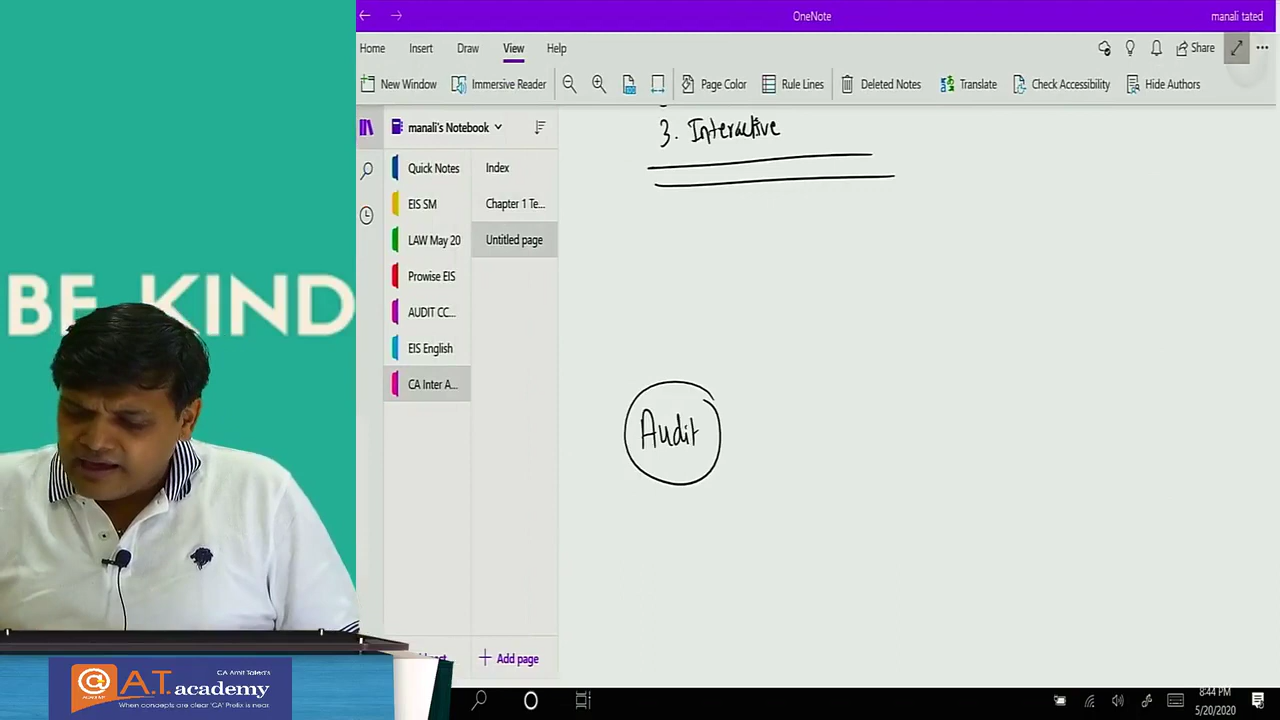 OneNote
manali tated
Home Insert Draw View Help
Share
New Window Immersive Reader Page Color Rule Lines Deleted Notes Translate Check Accessibility Hide Authors
manali's Notebook
Quick Notes
EIS SM
LAW May 20
Prowise EIS
AUDIT CC...
EIS English
CA Inter A...
Index
Chapter 1 Te...
Untitled page
Add page
3. Interactive
Audit
BE KIND
CA Amit Tated's
A.T. academy
ACADEMY
When concepts are clear 'CA' Prefix is near.
8:44 PM
5/20/2020